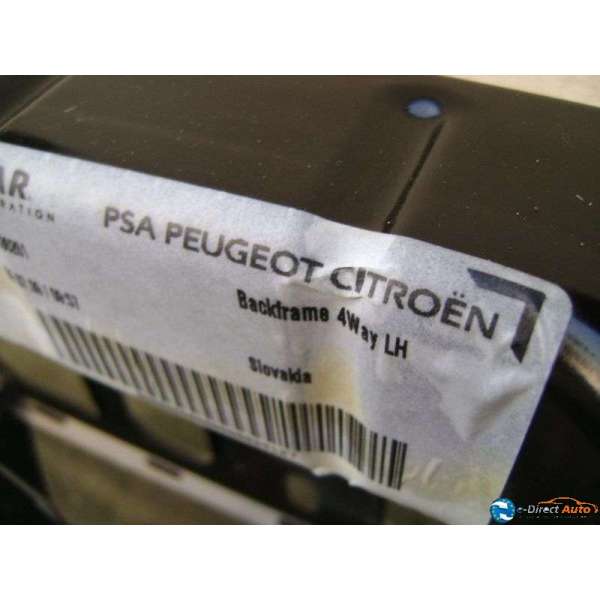 AR.
RATION
PSA PEUGEOT CITROËN
Backframe 4Way LH
Slovakia
e-Direct Auto